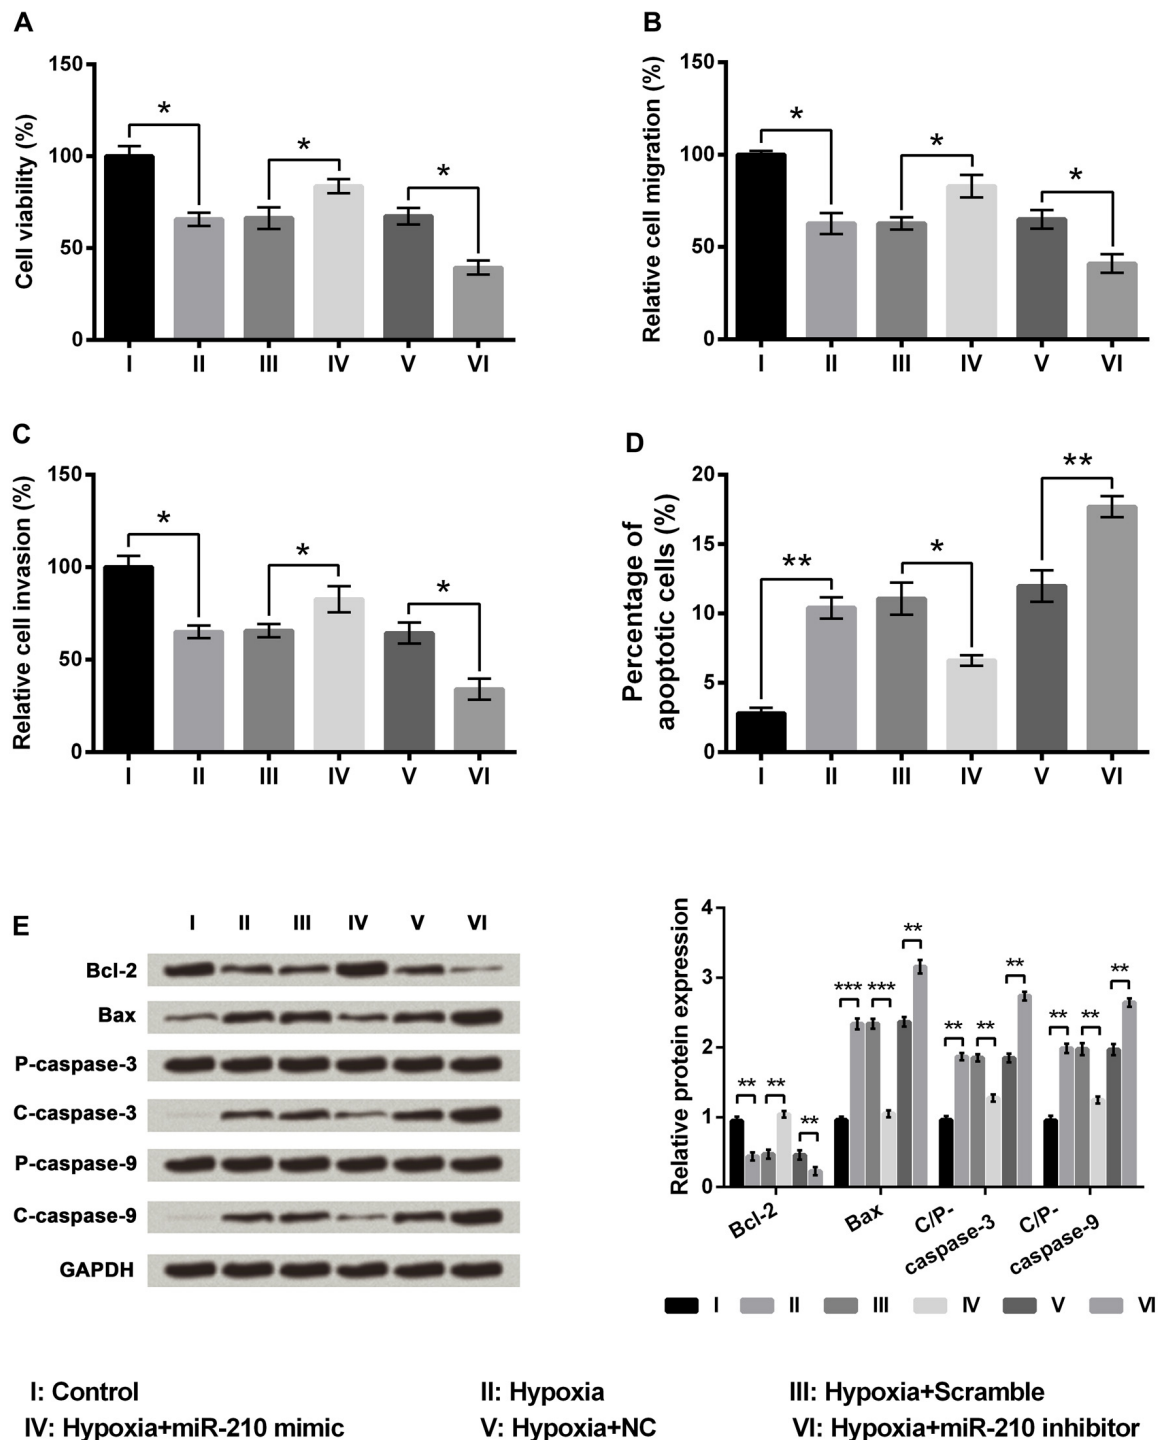 A
Cell viability (%)
150
100
50
0
*
*
*
I II III IV V VI
B
Relative cell migration (%)
150
100
50
0
*
*
*
I II III IV V VI
C
Relative cell invasion (%)
150
100
50
0
*
*
*
I II III IV V VI
D
Percentage of
apoptotic cells (%)
20
15
10
5
0
**
*
**
I II III IV V VI
E
I II III IV V VI
Bcl-2
Bax
P-caspase-3
C-caspase-3
P-caspase-9
C-caspase-9
GAPDH
Relative protein expression
4
3
2
1
0
** ** **
*** *** **
** ** **
** ** **
Bcl-2
Bax
C/P-
caspase-3
C/P-
caspase-9
I II III IV V VI
I: Control II: Hypoxia III: Hypoxia+Scramble
IV: Hypoxia+miR-210 mimic V: Hypoxia+NC VI: Hypoxia+miR-210 inhibitor